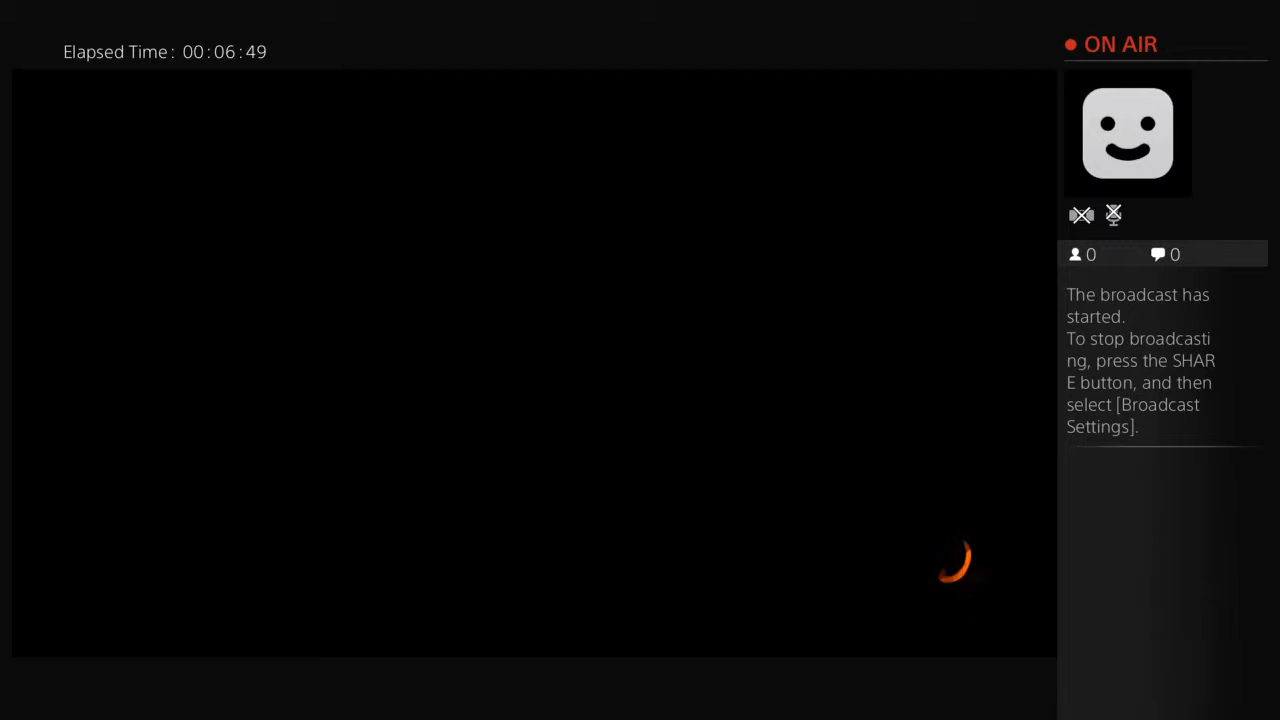 Elapsed Time: 00:06:49
ON AIR
0 0
The broadcast has
started.
To stop broadcasti
ng, press the SHAR
E button, and then
select [Broadcast
Settings].